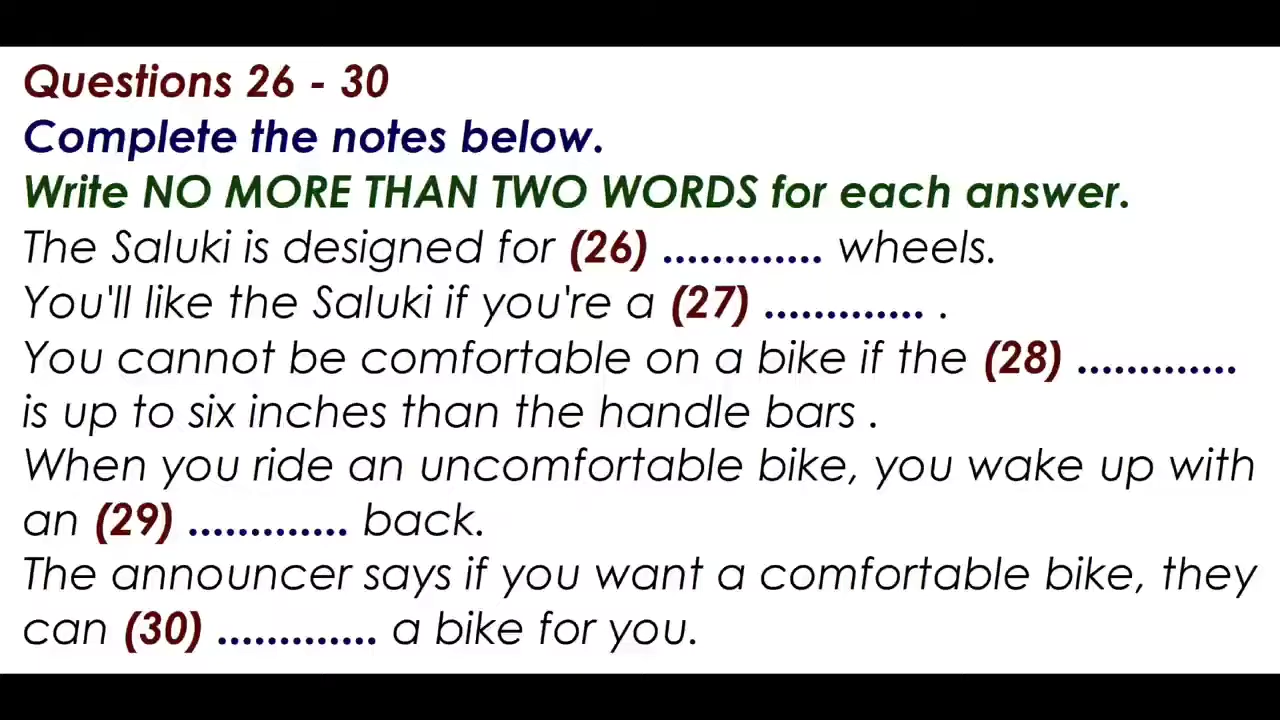 Questions 26 - 30
Complete the notes below.
Write NO MORE THAN TWO WORDS for each answer.
The Saluki is designed for (26) ............. wheels.
You'll like the Saluki if you're a (27) ............. .
You cannot be comfortable on a bike if the (28) .............
is up to six inches than the handle bars .
When you ride an uncomfortable bike, you wake up with
an (29) ............. back.
The announcer says if you want a comfortable bike, they
can (30) ............. a bike for you.